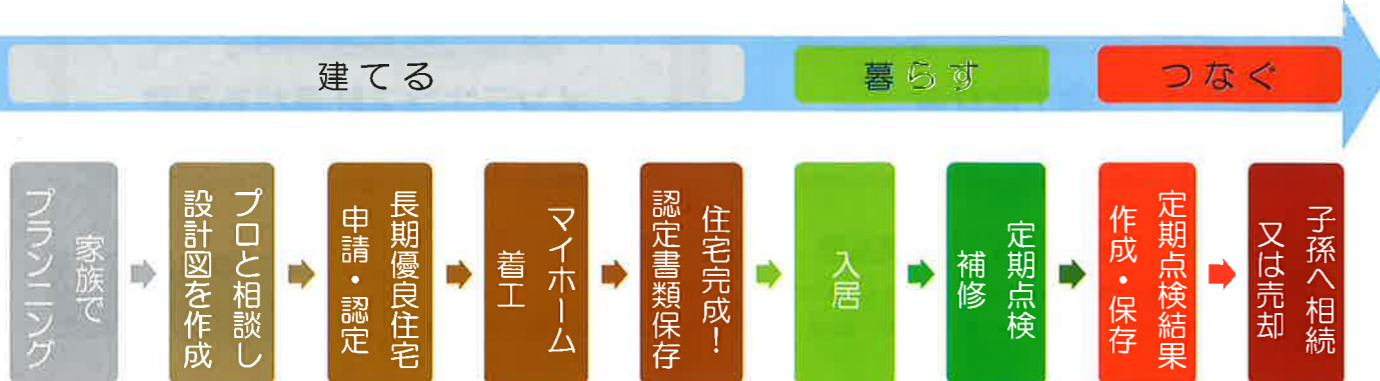 建てる
暮らす
つなぐ
家族で
プランニング
プロと相談し
設計図を作成
長期優良住宅
申請・認定
マイホーム
着工
住宅完成！
認定書類保存
入居
定期点検
補修
定期点検結果
作成・保存
子孫へ相続
又は売却